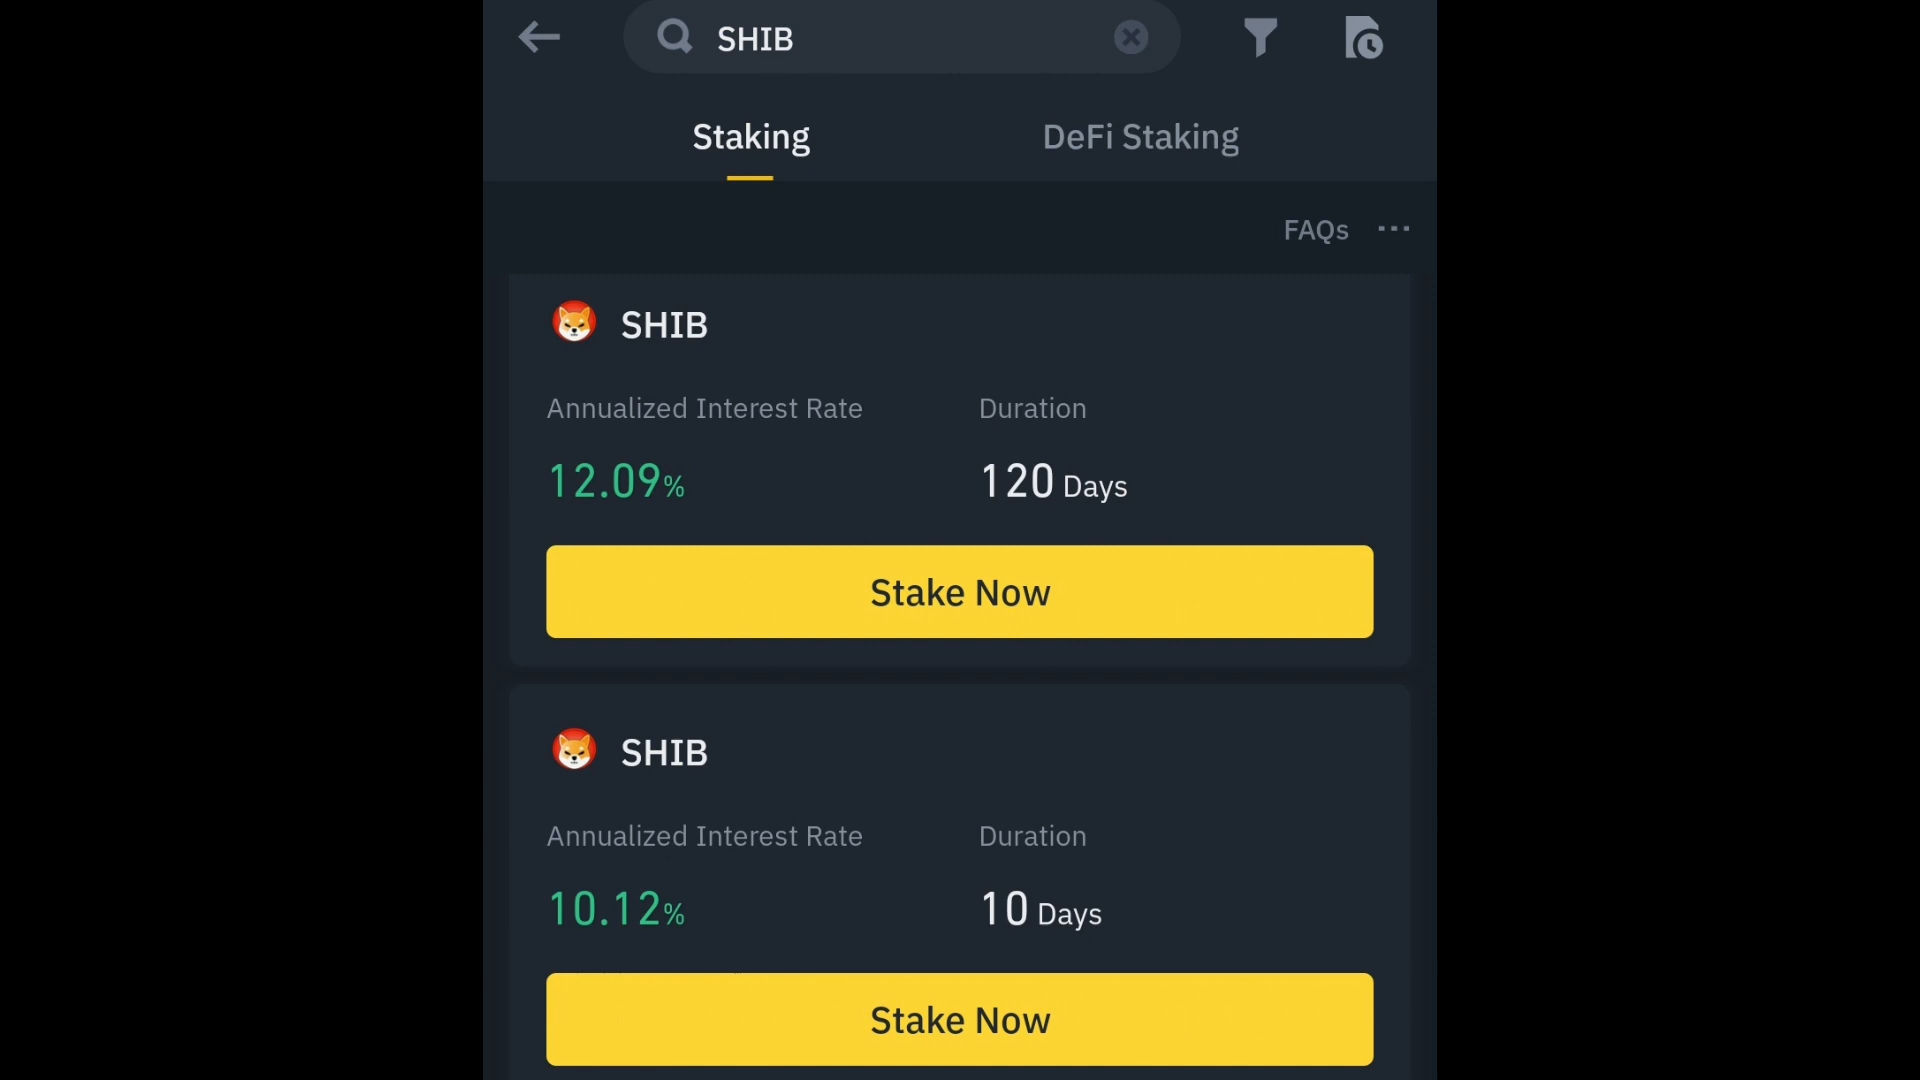 SHIB
Staking DeFi Staking
FAQs ...
SHIB
Annualized Interest Rate Duration
12.09% 120 Days
Stake Now
SHIB
Annualized Interest Rate Duration
10.12% 10 Days
Stake Now